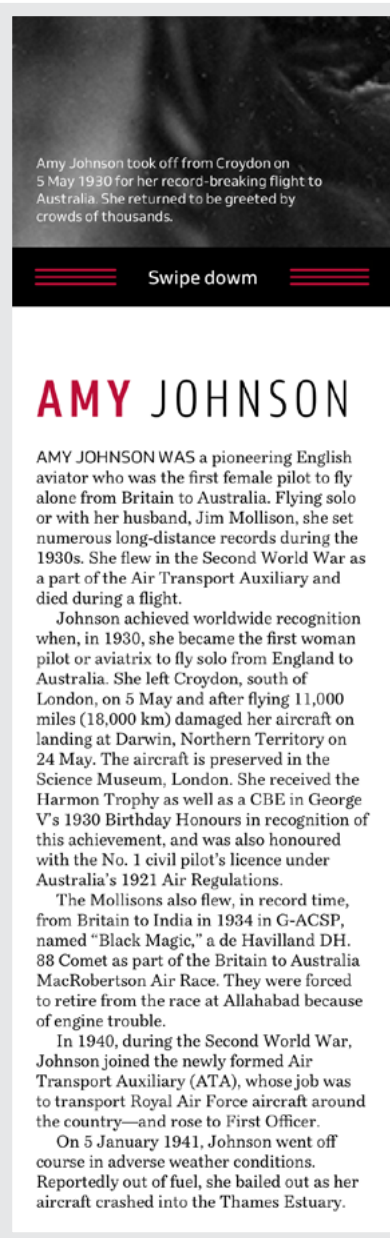 Amy Johnson took off from Croydon on
5 May 1930 for her record-breaking flight to
Australia. She returned to be greeted by
crowds of thousands.
Swipe dowm
AMY JOHNSON
AMY JOHNSON WAS a pioneering English
aviator who was the first female pilot to fly
alone from Britain to Australia. Flying solo
or with her husband, Jim Mollison, she set
numerous long-distance records during the
1930s. She flew in the Second World War as
a part of the Air Transport Auxiliary and
died during a flight.
Johnson achieved worldwide recognition
when, in 1930, she became the first woman
pilot or aviatrix to fly solo from England to
Australia. She left Croydon, south of
London, on 5 May and after flying 11,000
miles (18,000 km) damaged her aircraft on
landing at Darwin, Northern Territory on
24 May. The aircraft is preserved in the
Science Museum, London. She received the
Harmon Trophy as well as a CBE in George
V's 1930 Birthday Honours in recognition of
this achievement, and was also honoured
with the No. 1 civil pilot's licence under
Australia's 1921 Air Regulations.
The Mollisons also flew, in record time,
from Britain to India in 1934 in G-ACSP,
named “Black Magic,” a de Havilland DH.
88 Comet as part of the Britain to Australia
MacRobertson Air Race. They were forced
to retire from the race at Allahabad because
of engine trouble.
In 1940, during the Second World War,
Johnson joined the newly formed Air
Transport Auxiliary (ATA), whose job was
to transport Royal Air Force aircraft around
the country—and rose to First Officer.
On 5 January 1941, Johnson went off
course in adverse weather conditions.
Reportedly out of fuel, she bailed out as her
aircraft crashed into the Thames Estuary.